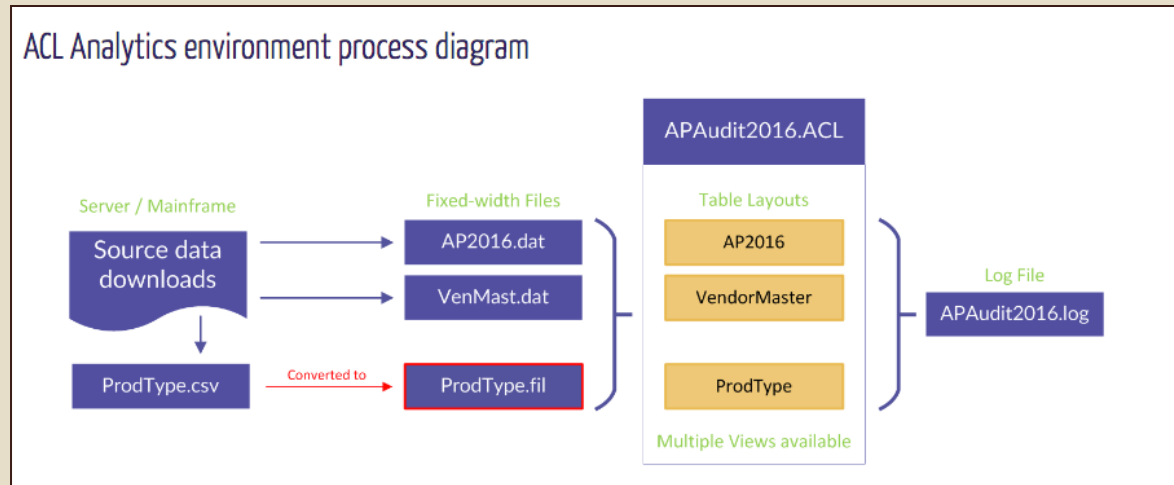 ACL Analytics environment process diagram
Server / Mainframe
Source data
downloads
ProdType.csv
Converted to
Fixed-width Files
AP2016.dat
VenMast.dat
ProdType.fil
APAudit2016.ACL
Table Layouts
AP2016
VendorMaster
ProdType
Multiple Views available
Log File
APAudit2016.log